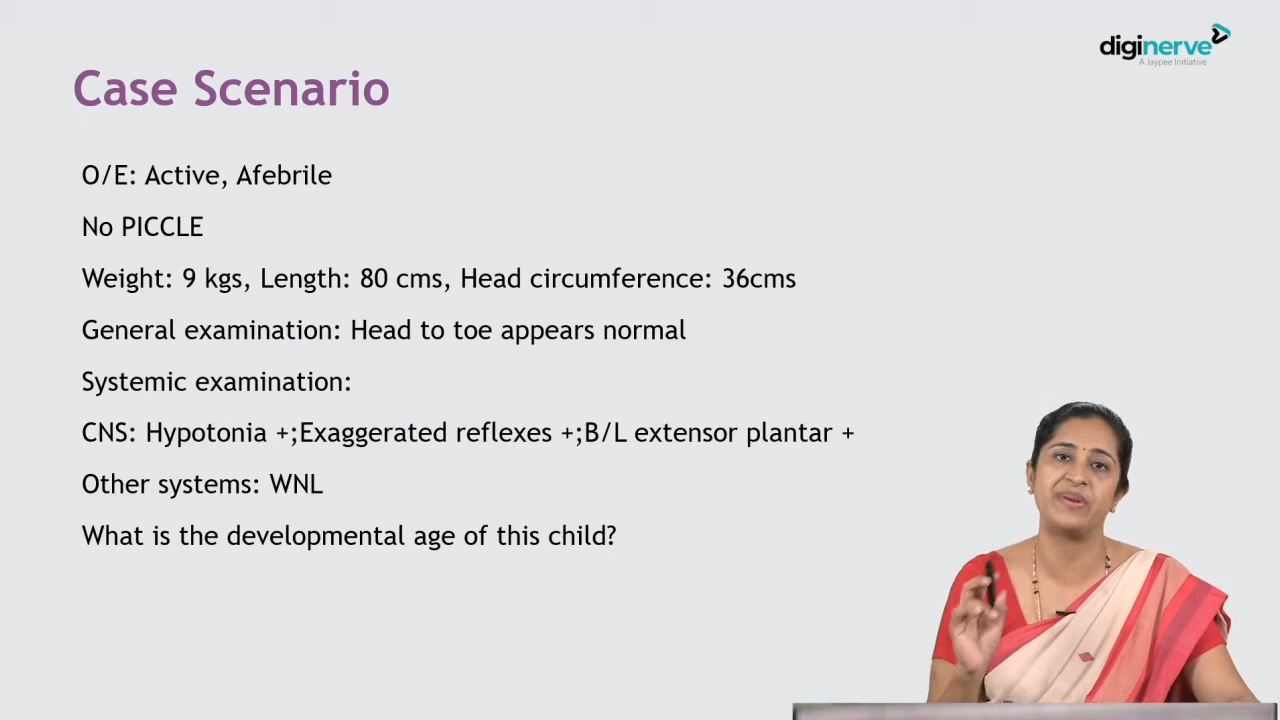 diginerve
A Jaypee Initiative
Case Scenario
O/E: Active, Afebrile
No PICCLE
Weight: 9 kgs, Length: 80 cms, Head circumference: 36cms
General examination: Head to toe appears normal
Systemic examination:
CNS: Hypotonia +;Exaggerated reflexes +;B/L extensor plantar +
Other systems: WNL
What is the developmental age of this child?